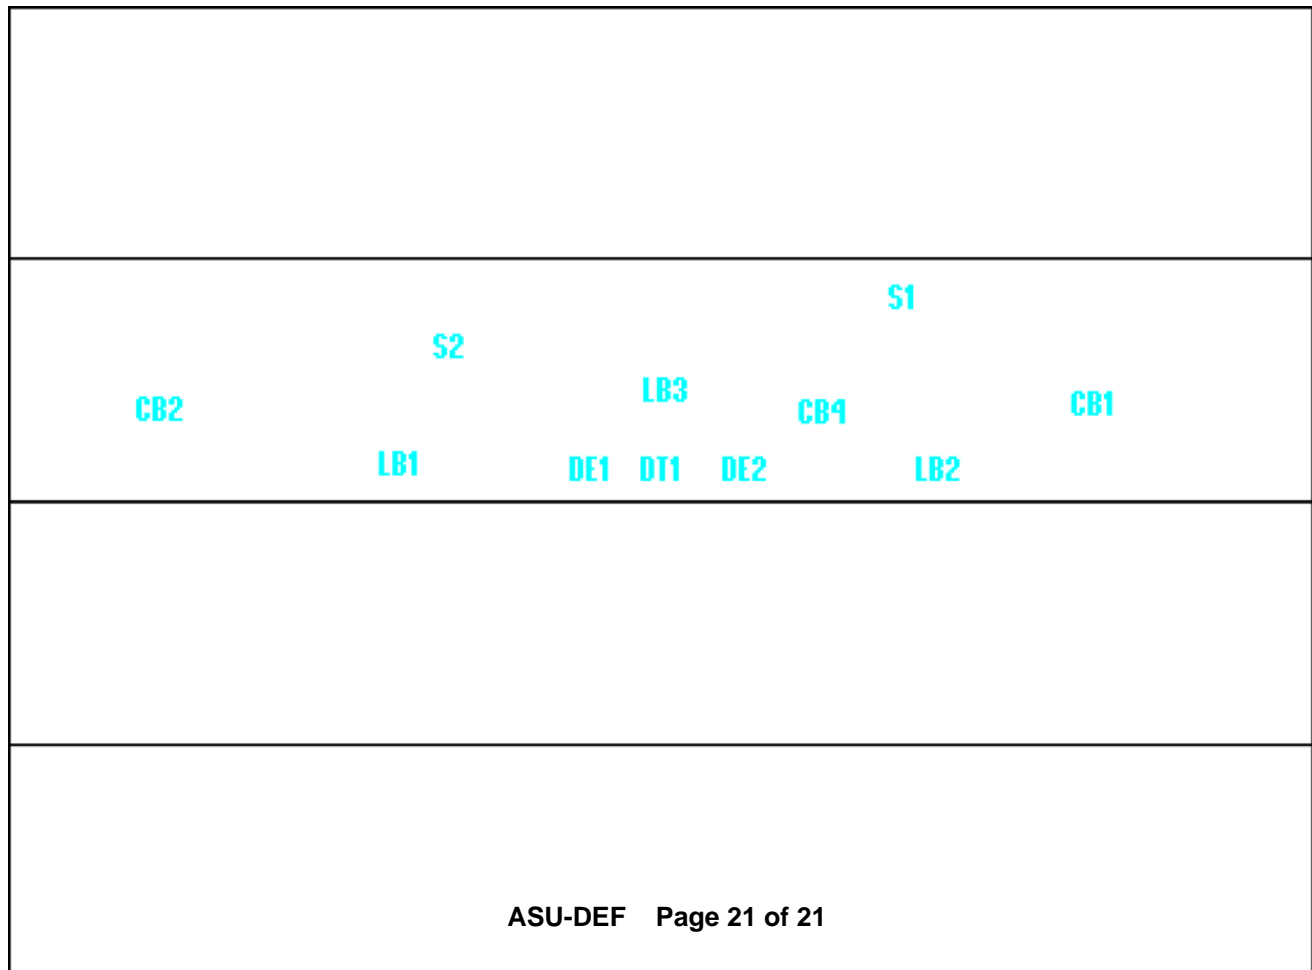 S1
S2
LB3
CB2 CB4 CB1
LB1 DE1 DT1 DE2 LB2
ASU-DEF Page 21 of 21